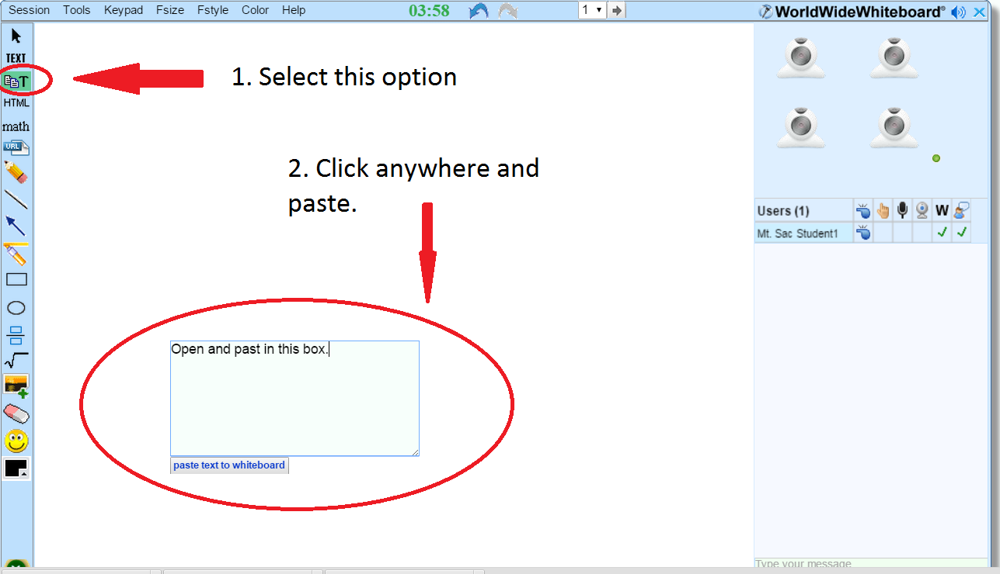 Session Tools Keypad Fsize Fstyle Color Help 03:58 1 WorldWideWhiteboard®
TEXT
T
HTML
math
URL
1. Select this option
2. Click anywhere and
paste.
Open and past in this box.
paste text to whiteboard
Users (1) W
Mt. Sac Student1
Type your message